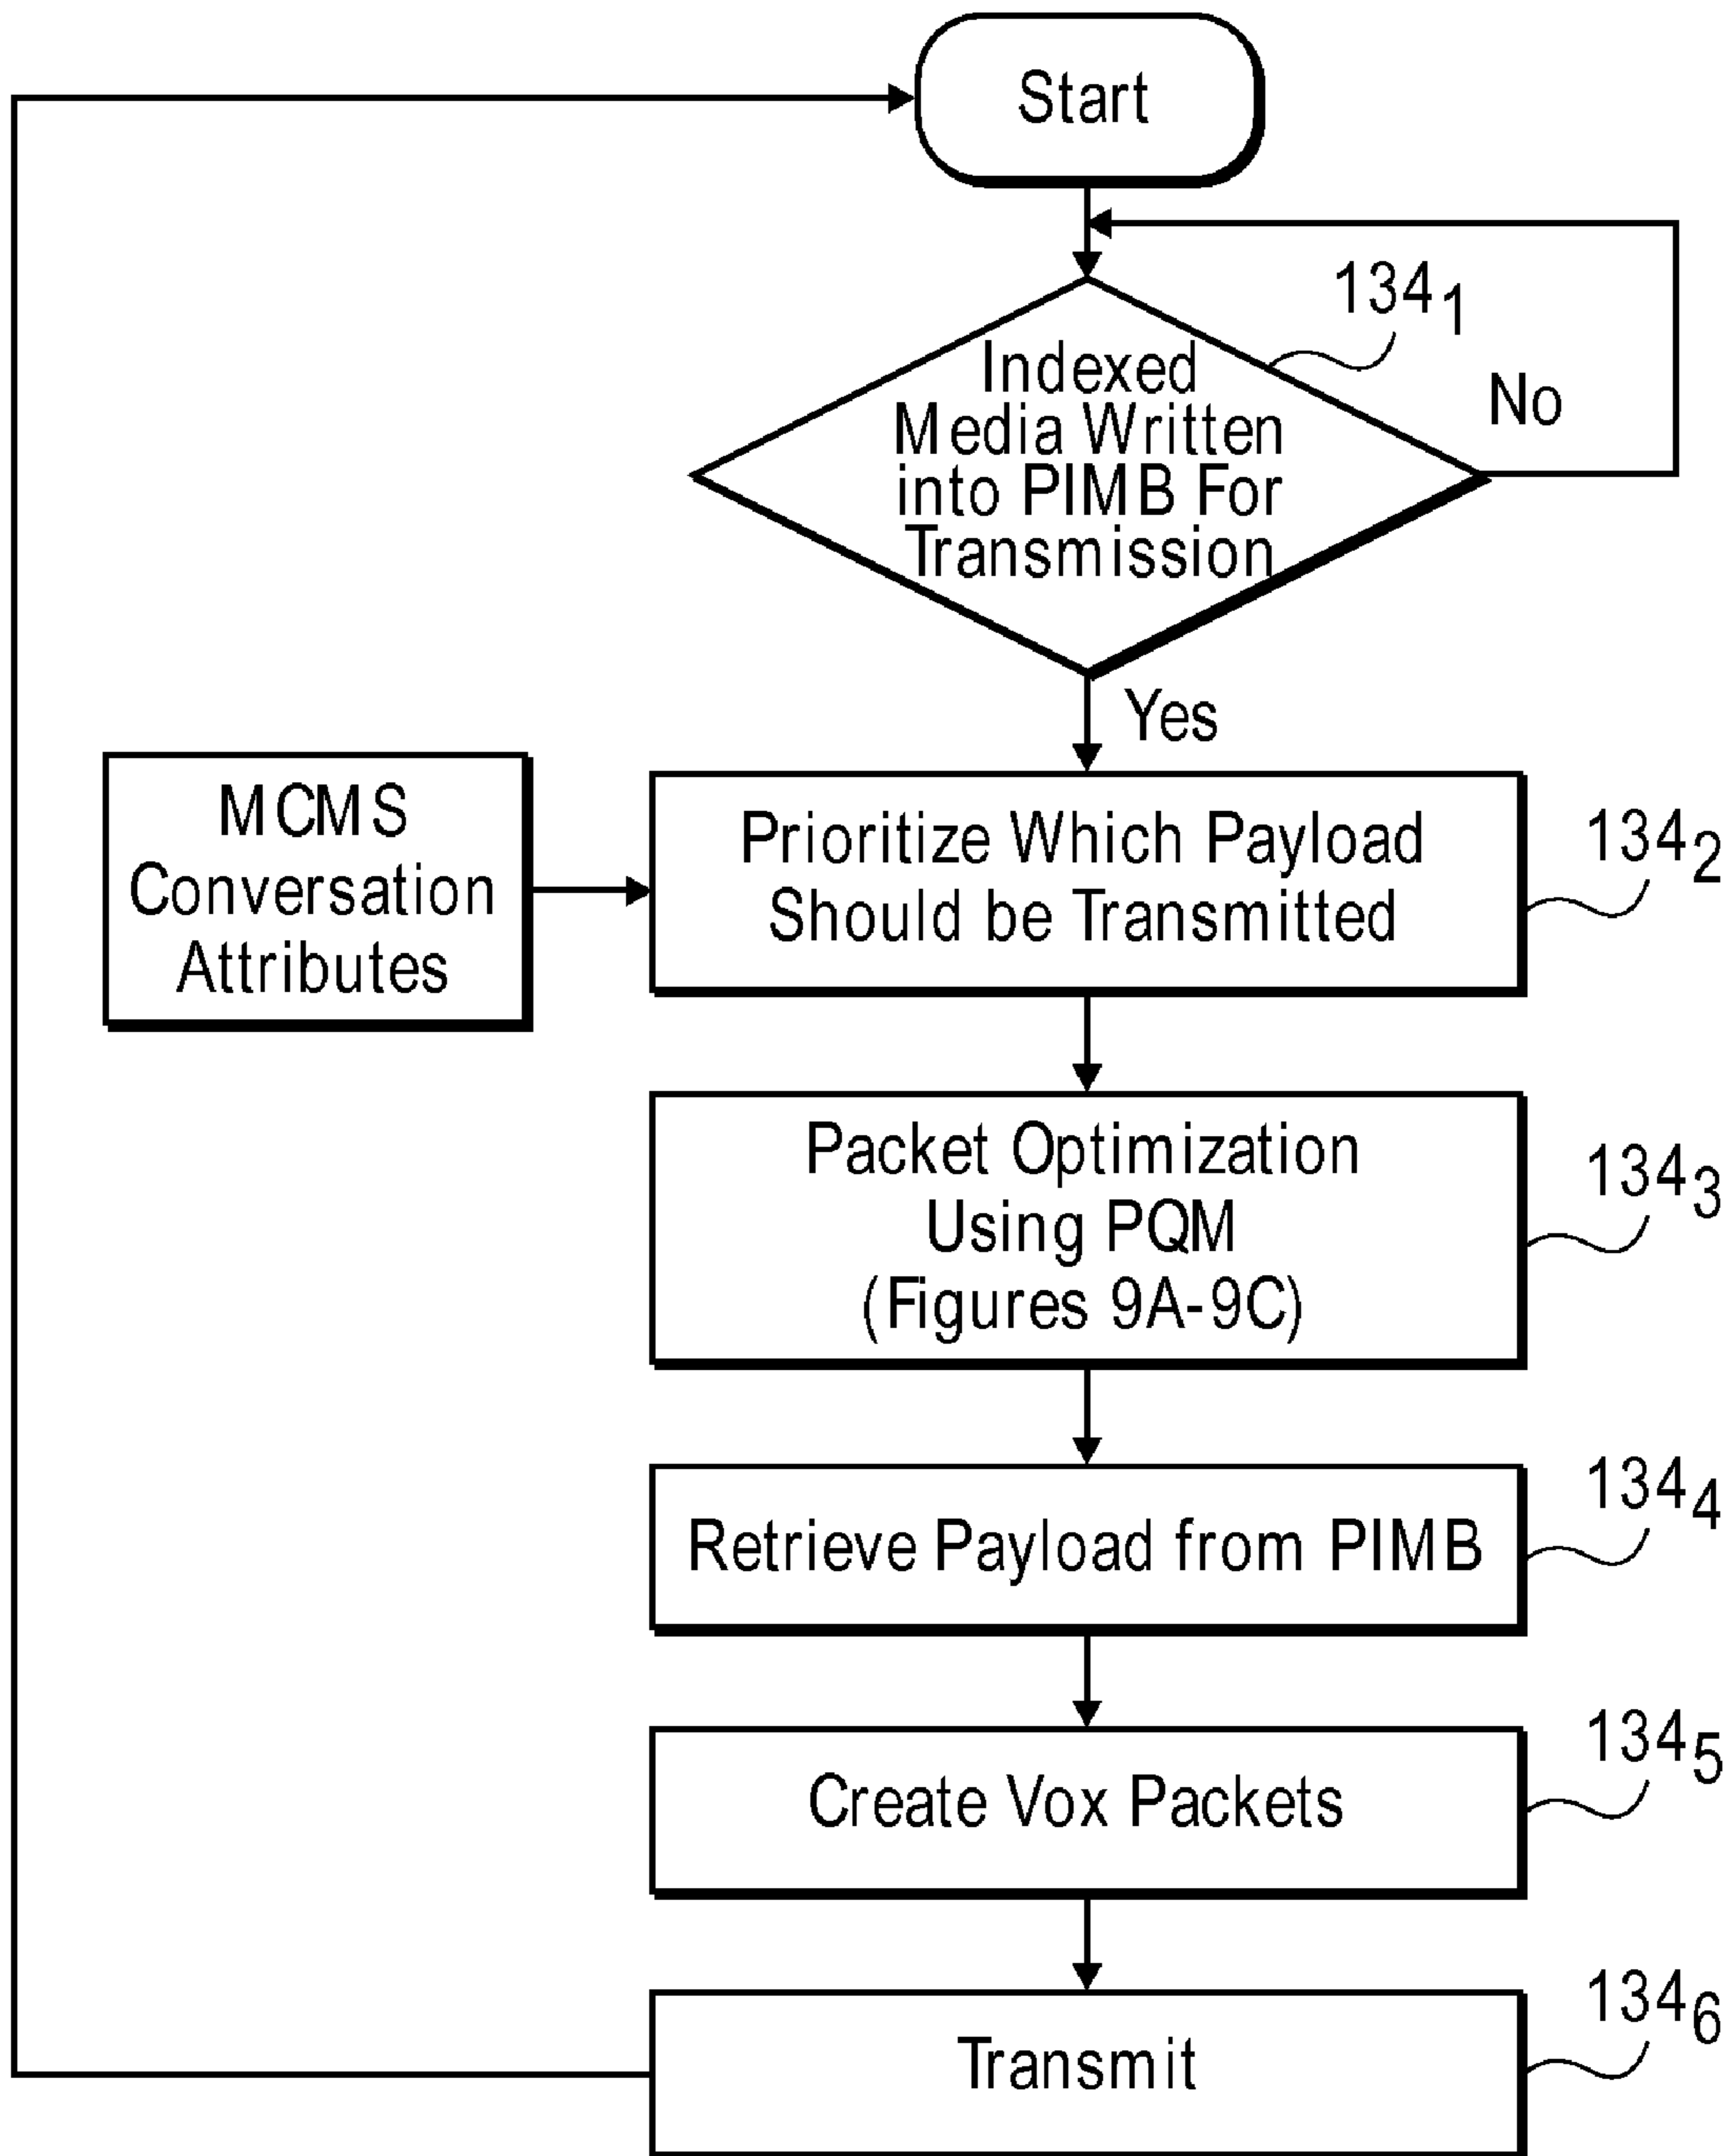 Start
134₁
Indexed
Media Written
into PIMB For
Transmission
No
Yes
MCMS
Conversation
Attributes
Prioritize Which Payload
Should be Transmitted
134₂
Packet Optimization
Using PQM
(Figures 9A-9C)
134₃
Retrieve Payload from PIMB
134₄
Create Vox Packets
134₅
Transmit
134₆